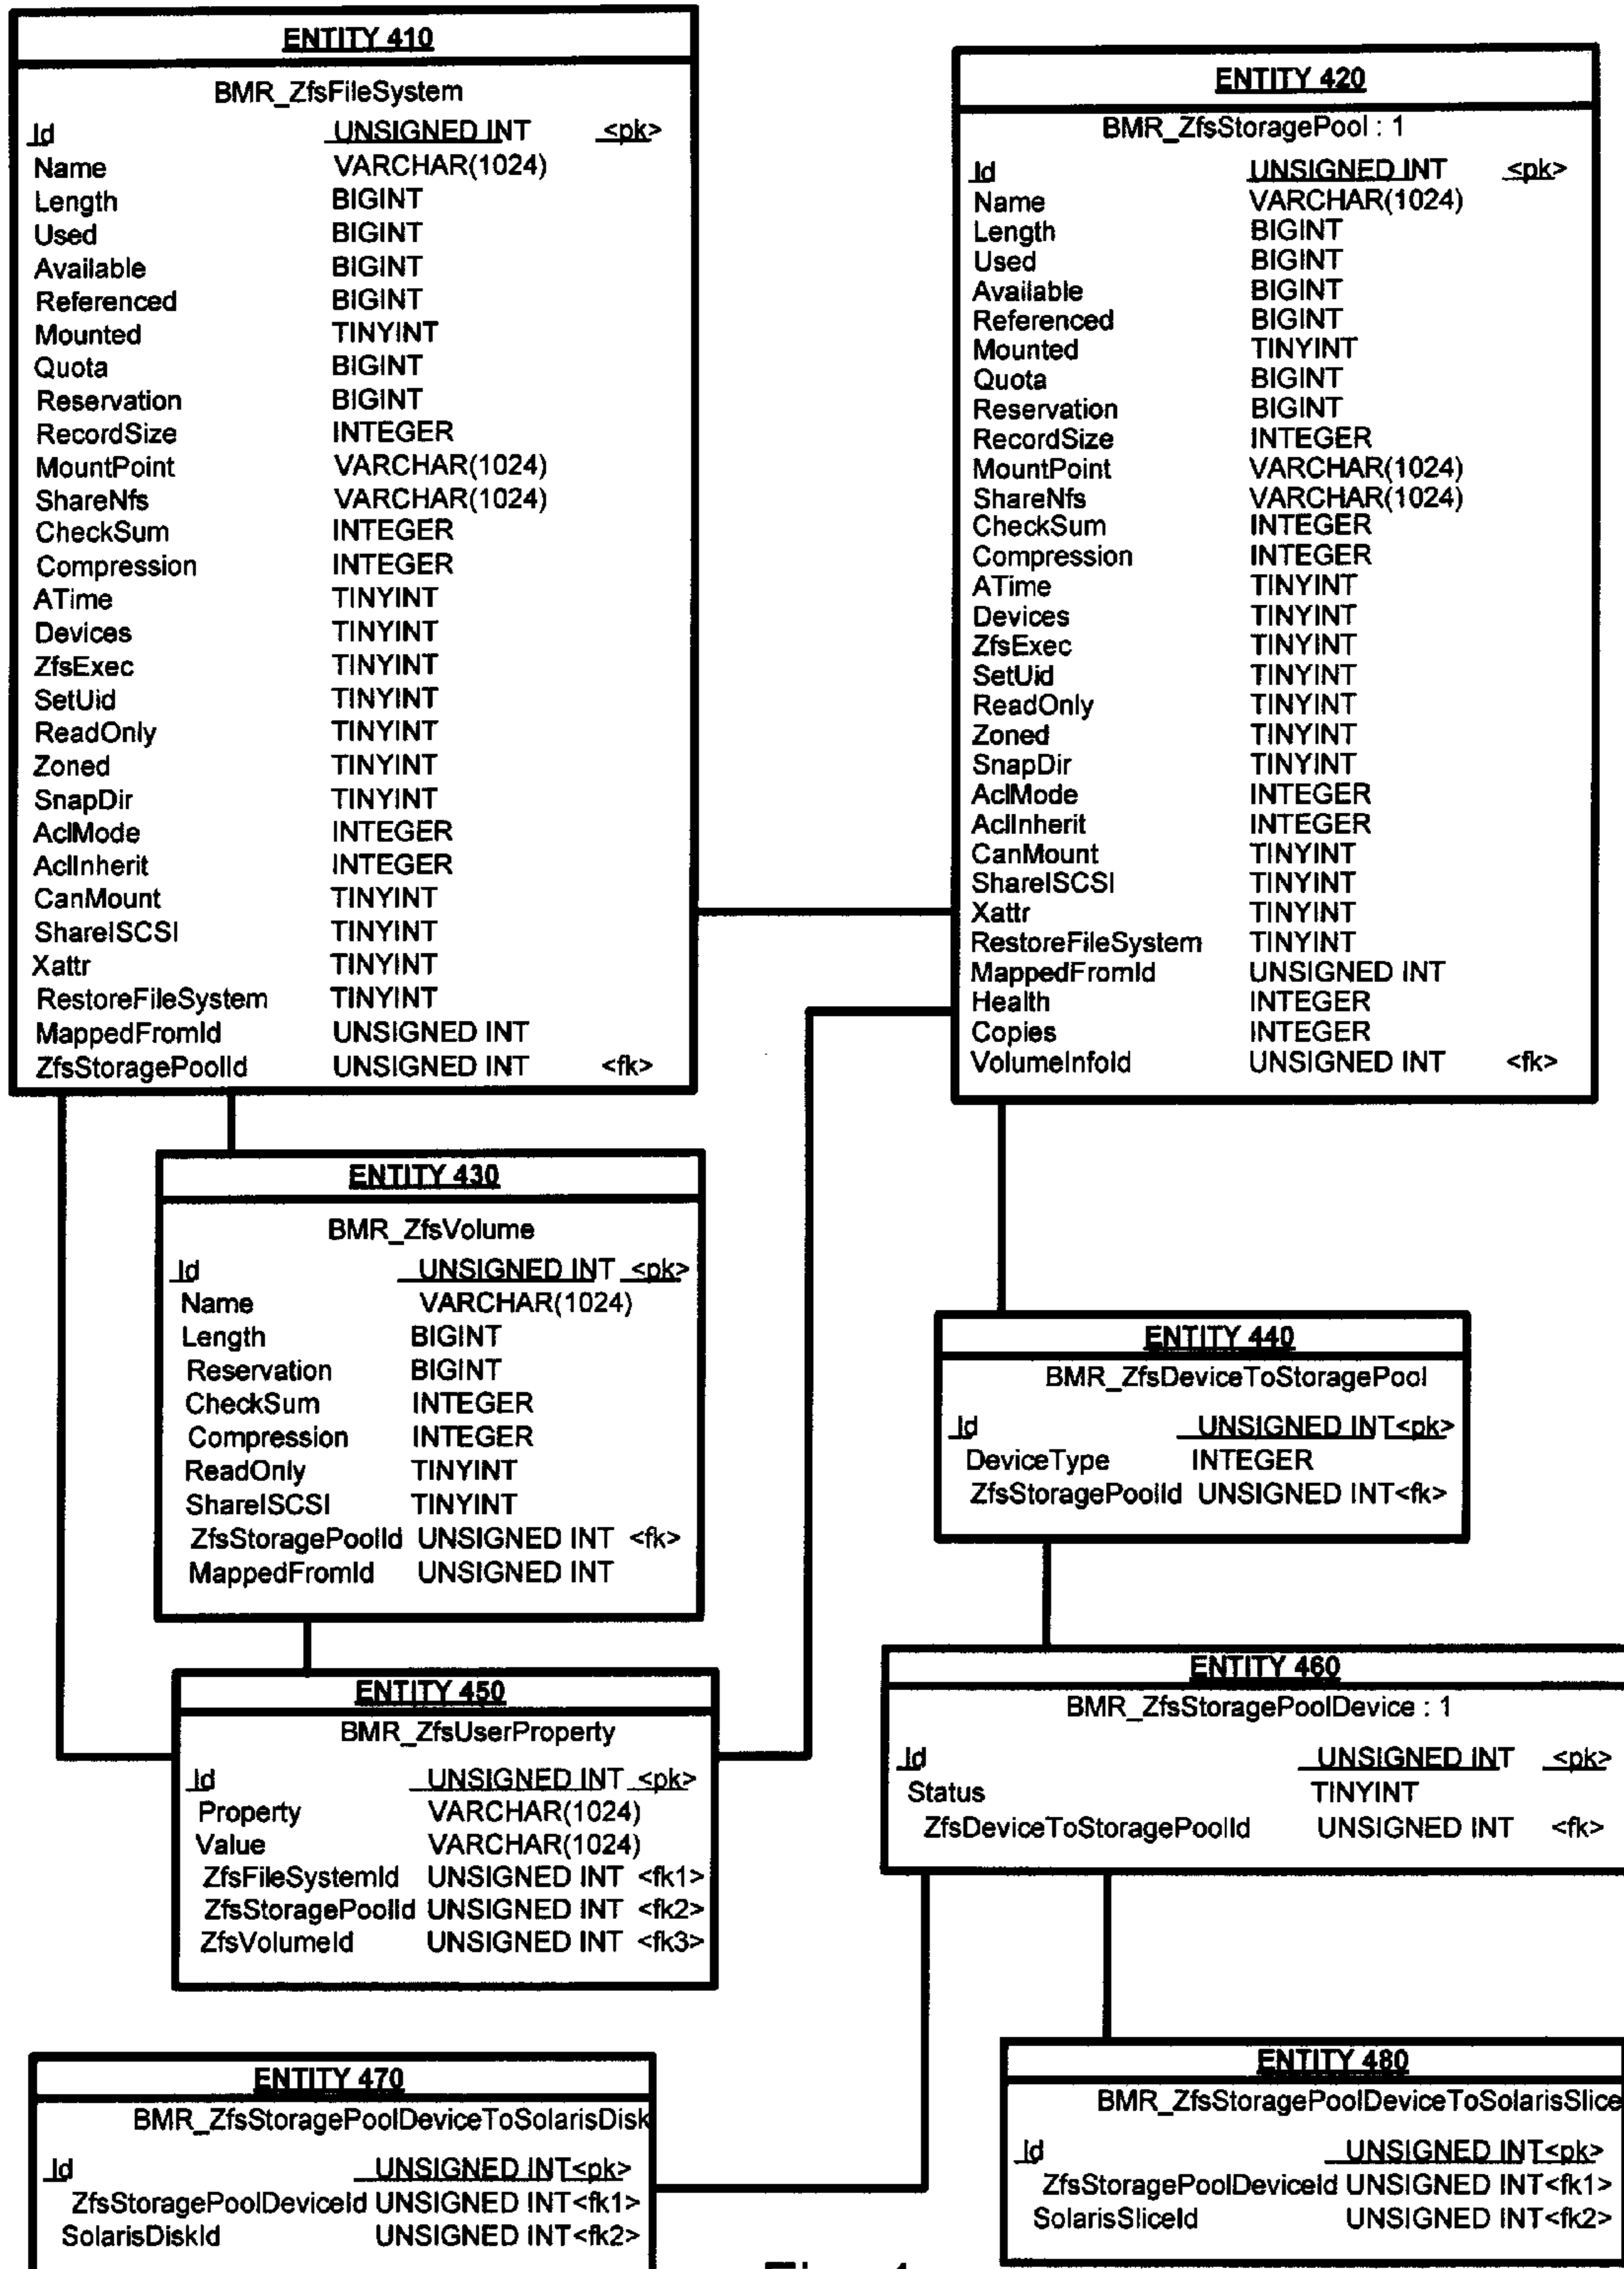 ENTITY 410
BMR_ZfsFileSystem
Id UNSIGNED INT <pk>
Name VARCHAR(1024)
Length BIGINT
Used BIGINT
Available BIGINT
Referenced BIGINT
Mounted TINYINT
Quota BIGINT
Reservation BIGINT
RecordSize INTEGER
MountPoint VARCHAR(1024)
ShareNfs VARCHAR(1024)
CheckSum INTEGER
Compression INTEGER
ATime TINYINT
Devices TINYINT
ZfsExec TINYINT
SetUid TINYINT
ReadOnly TINYINT
Zoned TINYINT
SnapDir TINYINT
AclMode INTEGER
AclInherit INTEGER
CanMount TINYINT
ShareISCSI TINYINT
Xattr TINYINT
RestoreFileSystem TINYINT
MappedFromId UNSIGNED INT
ZfsStoragePoolId UNSIGNED INT <fk>
ENTITY 420
BMR_ZfsStoragePool : 1
Id UNSIGNED INT <pk>
Name VARCHAR(1024)
Length BIGINT
Used BIGINT
Available BIGINT
Referenced BIGINT
Mounted TINYINT
Quota BIGINT
Reservation BIGINT
RecordSize INTEGER
MountPoint VARCHAR(1024)
ShareNfs VARCHAR(1024)
CheckSum INTEGER
Compression INTEGER
ATime TINYINT
Devices TINYINT
ZfsExec TINYINT
SetUid TINYINT
ReadOnly TINYINT
Zoned TINYINT
SnapDir TINYINT
AclMode INTEGER
AclInherit INTEGER
CanMount TINYINT
ShareISCSI TINYINT
Xattr TINYINT
RestoreFileSystem TINYINT
MappedFromId UNSIGNED INT
Health INTEGER
Copies INTEGER
VolumeInfoId UNSIGNED INT <fk>
ENTITY 430
BMR_ZfsVolume
Id UNSIGNED INT <pk>
Name VARCHAR(1024)
Length BIGINT
Reservation BIGINT
CheckSum INTEGER
Compression INTEGER
ReadOnly TINYINT
ShareISCSI TINYINT
ZfsStoragePoolId UNSIGNED INT <fk>
MappedFromId UNSIGNED INT
ENTITY 440
BMR_ZfsDeviceToStoragePool
Id UNSIGNED INT<pk>
DeviceType INTEGER
ZfsStoragePoolId UNSIGNED INT<fk>
ENTITY 450
BMR_ZfsUserProperty
Id UNSIGNED INT <pk>
Property VARCHAR(1024)
Value VARCHAR(1024)
ZfsFileSystemId UNSIGNED INT <fk1>
ZfsStoragePoolId UNSIGNED INT <fk2>
ZfsVolumeId UNSIGNED INT <fk3>
ENTITY 460
BMR_ZfsStoragePoolDevice : 1
Id UNSIGNED INT <pk>
Status TINYINT
ZfsDeviceToStoragePoolId UNSIGNED INT <fk>
ENTITY 470
BMR_ZfsStoragePoolDeviceToSolarisDisk
Id UNSIGNED INT<pk>
ZfsStoragePoolDeviceId UNSIGNED INT<fk1>
SolarisDiskId UNSIGNED INT<fk2>
ENTITY 480
BMR_ZfsStoragePoolDeviceToSolarisSlice
Id UNSIGNED INT<pk>
ZfsStoragePoolDeviceId UNSIGNED INT<fk1>
SolarisSliceId UNSIGNED INT<fk2>